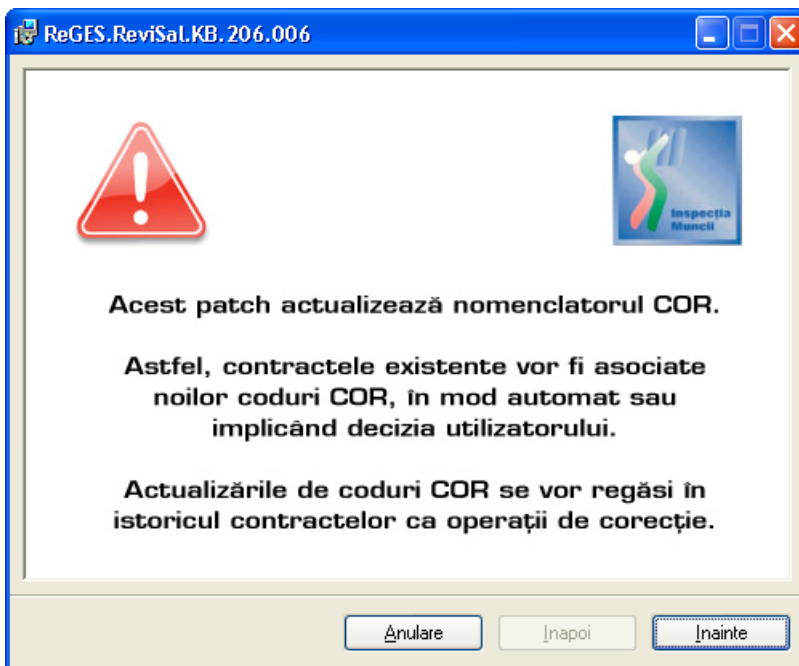 ReGES.ReviSal.KB.206.006
Inspecția
Muncii
Acest patch actualizează nomenclatorul COR.
Astfel, contractele existente vor fi asociate
noilor coduri COR, în mod automat sau
implicând decizia utilizatorului.
Actualizările de coduri COR se vor regăsi în
istoricul contractelor ca operații de corecție.
Anulare
Inapoi
Inainte